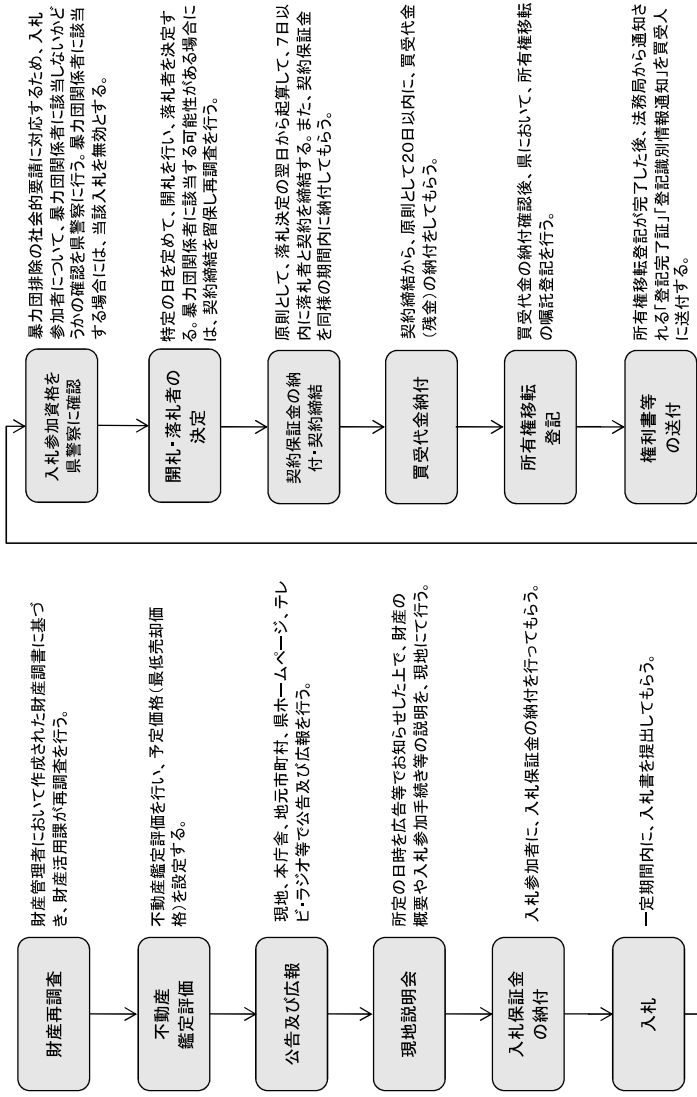 財産再調査
財産管理者において作成された財産調書に基づ
き、財産活用課が再調査を行う。
不動産
鑑定評価
不動産鑑定評価を行い、予定価格(最低売却価
格)を設定する。
公告及び広報
現地、本庁舎、地元市町村、県ホームページ、テレ
ビ・ラジオ等で公告及び広報を行う。
現地説明会
所定の日時を広告等でお知らせした上で、財産の
概要や入札参加手続き等の説明を、現地にて行う。
入札保証金
の納付
入札参加者に、入札保証金の納付を行ってもらう。
入札
一定期間内に、入札書を提出してもらう。
入札参加資格を
県警察に確認
暴力団排除の社会的要請に対応するため、入札
参加者について、暴力団関係者に該当しないかど
うかの確認を県警察に行う。暴力団関係者に該当
する場合には、当該入札を無効とする。
開札・落札者の
決定
特定の日を定めて、開札を行い、落札者を決定す
る。暴力団関係者に該当する可能性がある場合に
は、契約締結を留保し再調査を行う。
契約保証金の納
付・契約締結
原則として、落札決定の翌日から起算して、7日以
内に落札者と契約を締結する。また、契約保証金
を同様の期間内に納付してもらう。
買受代金納付
契約締結から、原則として20日以内に、買受代金
(残金)の納付をしてもらう。
所有権移転
登記
買受代金の納付確認後、県において、所有権移転
の嘱託登記を行う。
権利書等
の送付
所有権移転登記が完了した後、法務局から通知さ
れる「登記完了証」「登記識別情報通知」を買受人
に送付する。